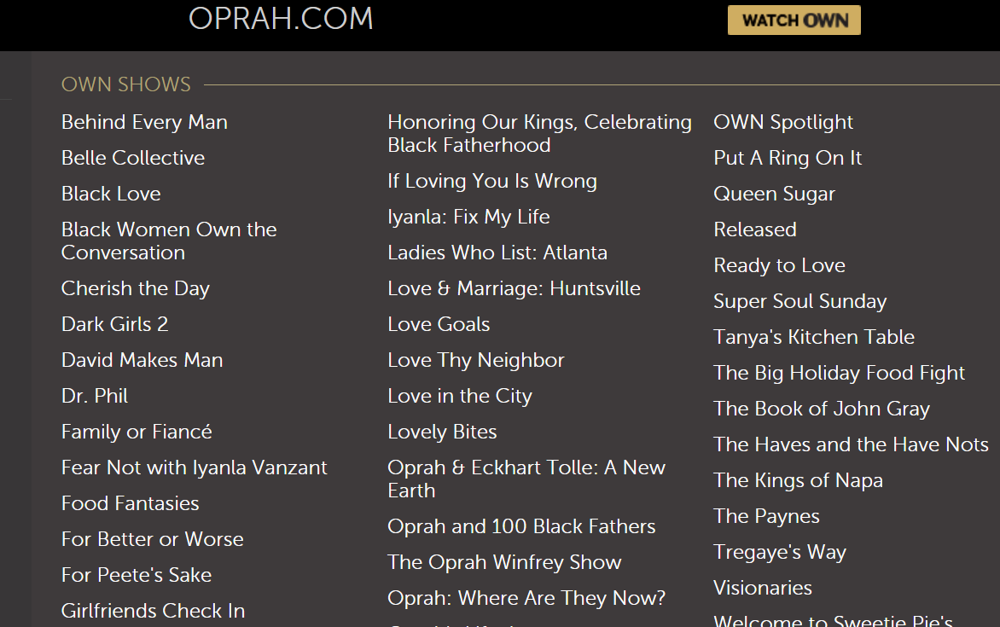 OPRAH.COM
WATCH OWN
OWN SHOWS
Behind Every Man
Belle Collective
Black Love
Black Women Own the
Conversation
Cherish the Day
Dark Girls 2
David Makes Man
Dr. Phil
Family or Fiancé
Fear Not with Iyanla Vanzant
Food Fantasies
For Better or Worse
For Peete's Sake
Girlfriends Check In
Honoring Our Kings, Celebrating
Black Fatherhood
If Loving You Is Wrong
Iyanla: Fix My Life
Ladies Who List: Atlanta
Love & Marriage: Huntsville
Love Goals
Love Thy Neighbor
Love in the City
Lovely Bites
Oprah & Eckhart Tolle: A New
Earth
Oprah and 100 Black Fathers
The Oprah Winfrey Show
Oprah: Where Are They Now?
OWN Spotlight
Put A Ring On It
Queen Sugar
Released
Ready to Love
Super Soul Sunday
Tanya's Kitchen Table
The Big Holiday Food Fight
The Book of John Gray
The Haves and the Have Nots
The Kings of Napa
The Paynes
Tregaye's Way
Visionaries
Welcome to Sweetie Pie's